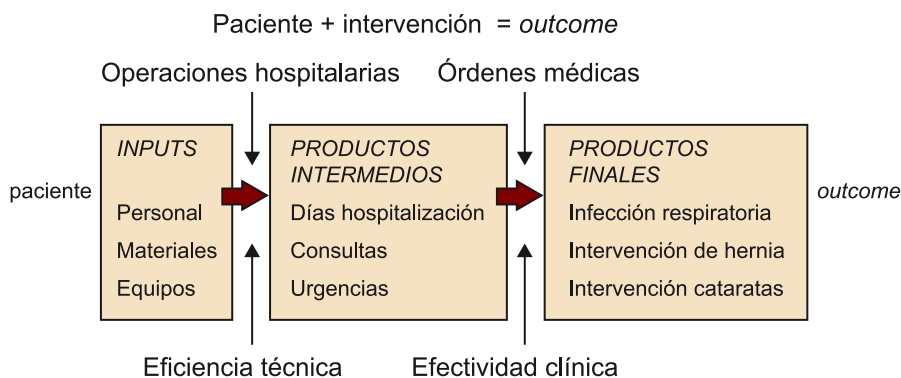 Paciente + intervención = outcome
Operaciones hospitalarias
Órdenes médicas
paciente
INPUTS
Personal
Materiales
Equipos
PRODUCTOS
INTERMEDIOS
Días hospitalización
Consultas
Urgencias
PRODUCTOS
FINALES
Infección respiratoria
Intervención de hernia
Intervención cataratas
outcome
Eficiencia técnica
Efectividad clínica